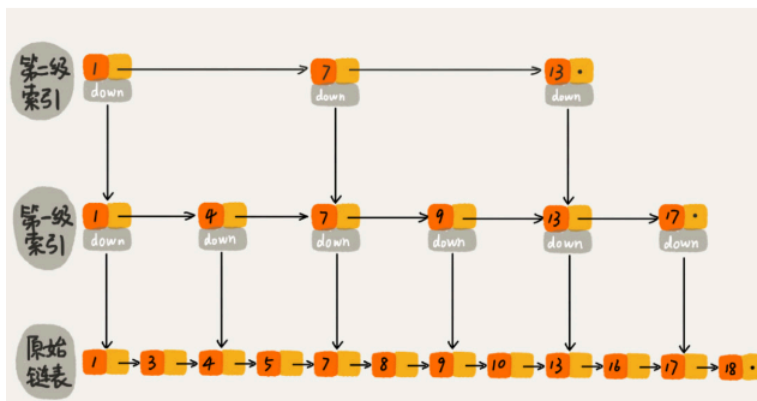 第二级
索引
1 7 13
down down down
第一级
索引
1 4 7 9 13 17
down down down down down down
原始
链表
1 3 4 5 7 8 9 10 13 16 17 18